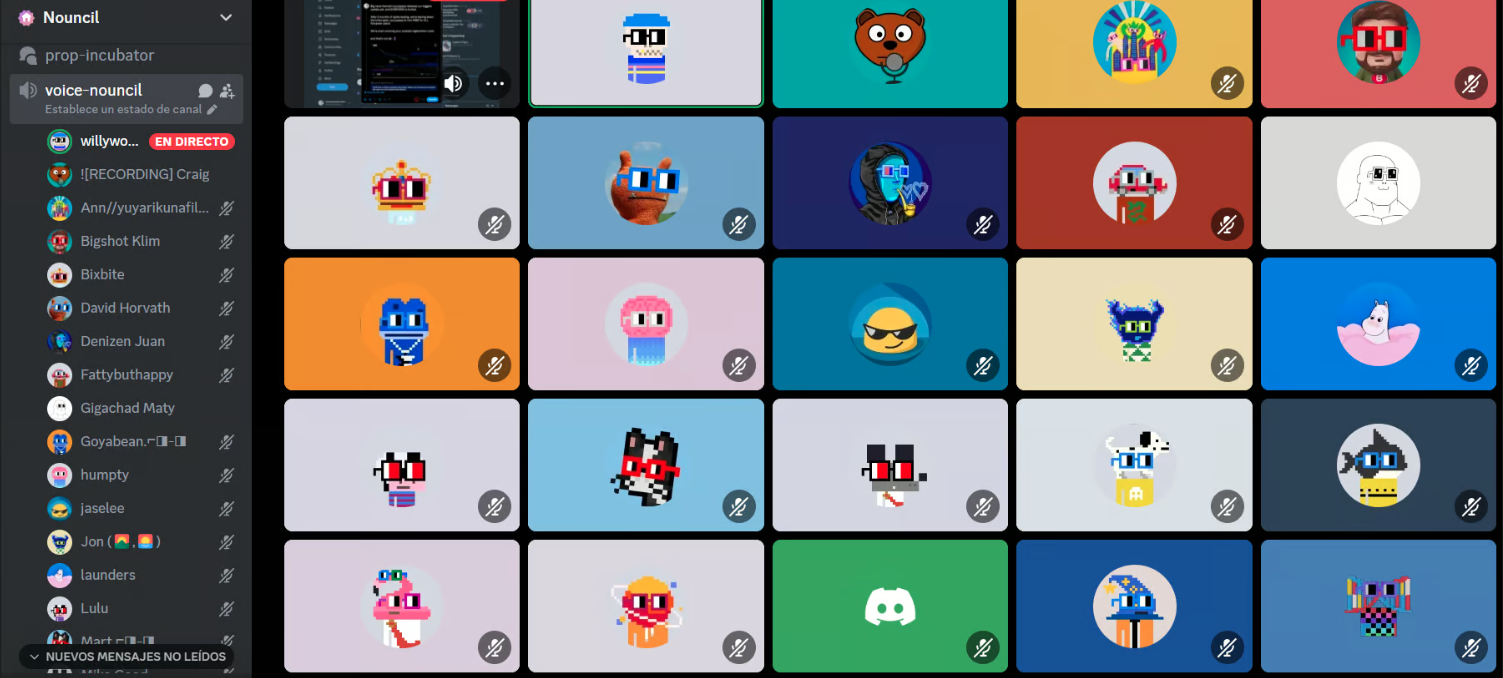 Nouncil
prop-incubator
voice-nouncil
Establece un estado de canal
willywo... EN DIRECTO
![RECORDING] Craig
Ann//yuyarikunafil...
Bigshot Klim
Bixbite
David Horvath
Denizen Juan
Fattybuthappy
Gigachad Maty
Goyabean.⌐◨-◨
humpty
jaselee
Jon (🌄,🌅)
launders
Lulu
Mart ⌐◨-◨
NUEVOS MENSAJES NO LEÍDOS